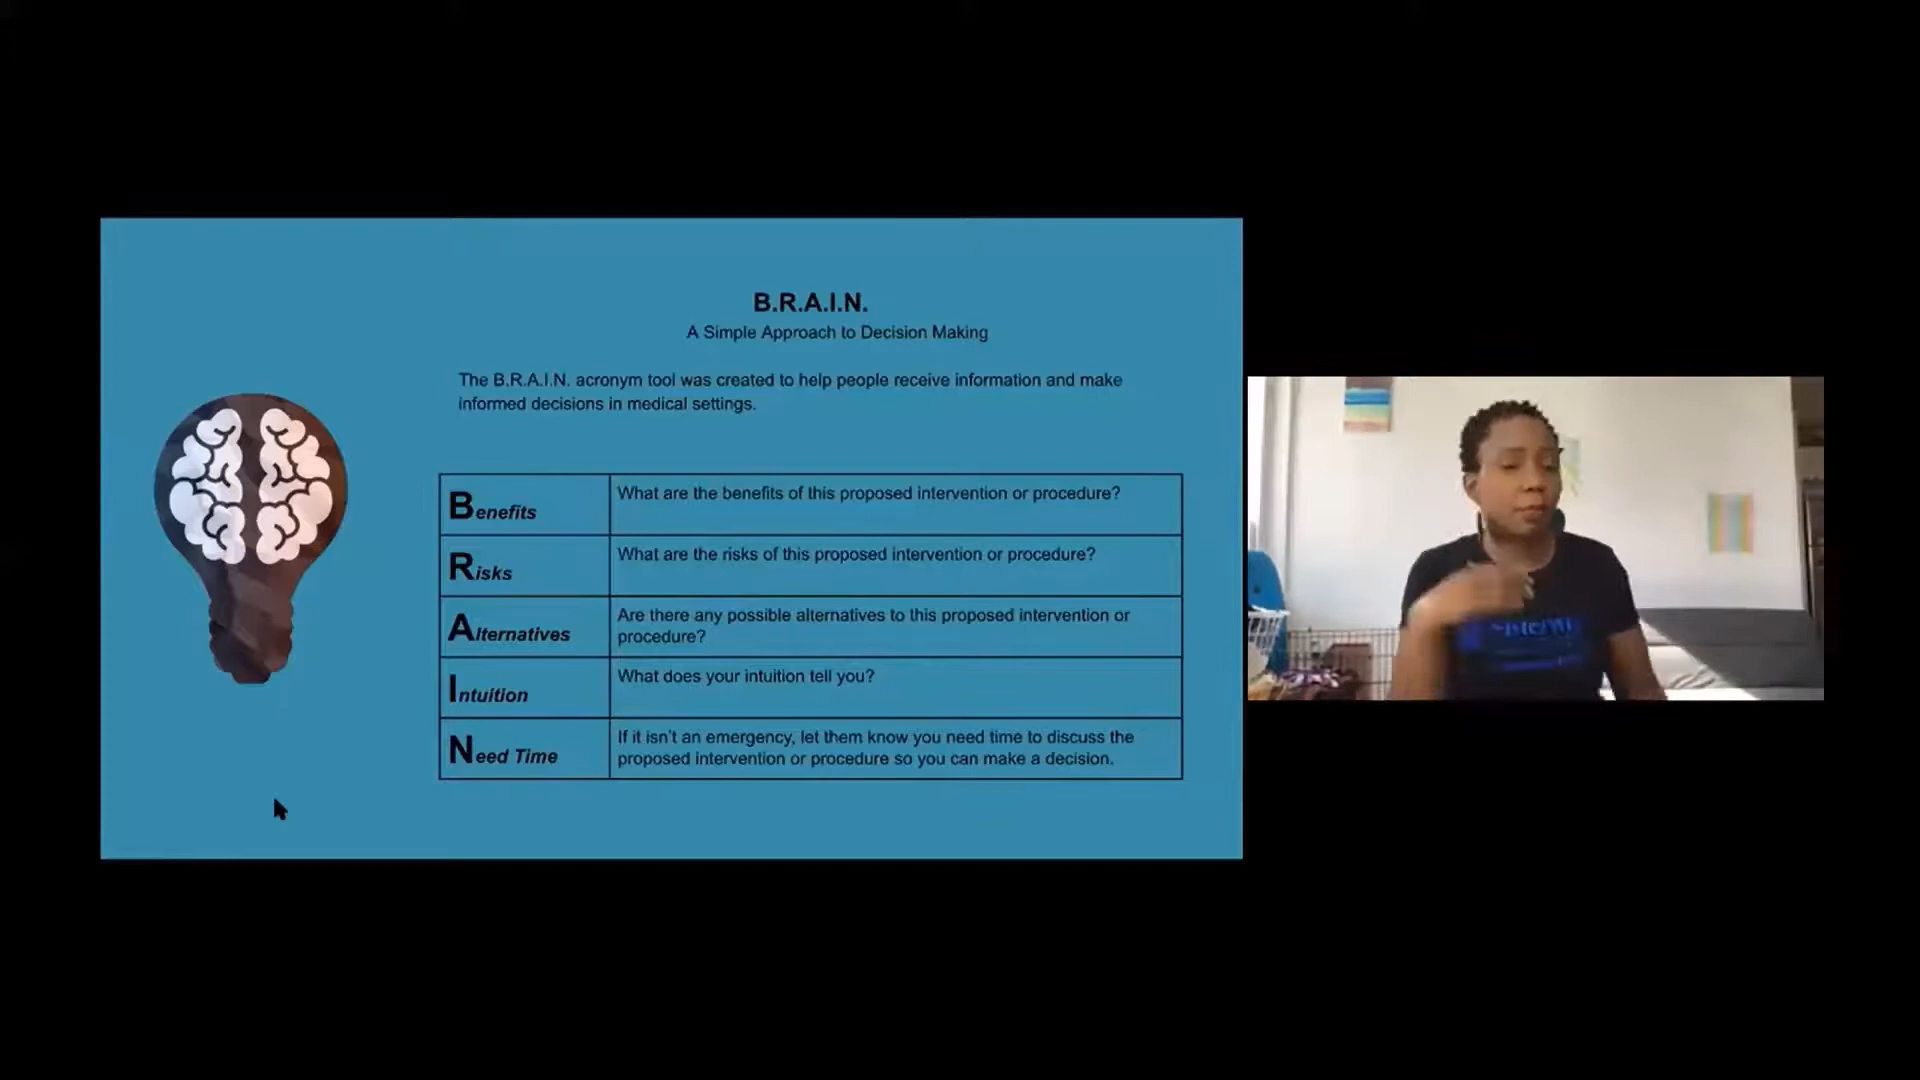 B.R.A.I.N.
A Simple Approach to Decision Making
The B.R.A.I.N. acronym tool was created to help people receive information and make
informed decisions in medical settings.
Benefits
What are the benefits of this proposed intervention or procedure?
Risks
What are the risks of this proposed intervention or procedure?
Alternatives
Are there any possible alternatives to this proposed intervention or
procedure?
Intuition
What does your intuition tell you?
Need Time
If it isn't an emergency, let them know you need time to discuss the
proposed intervention or procedure so you can make a decision.